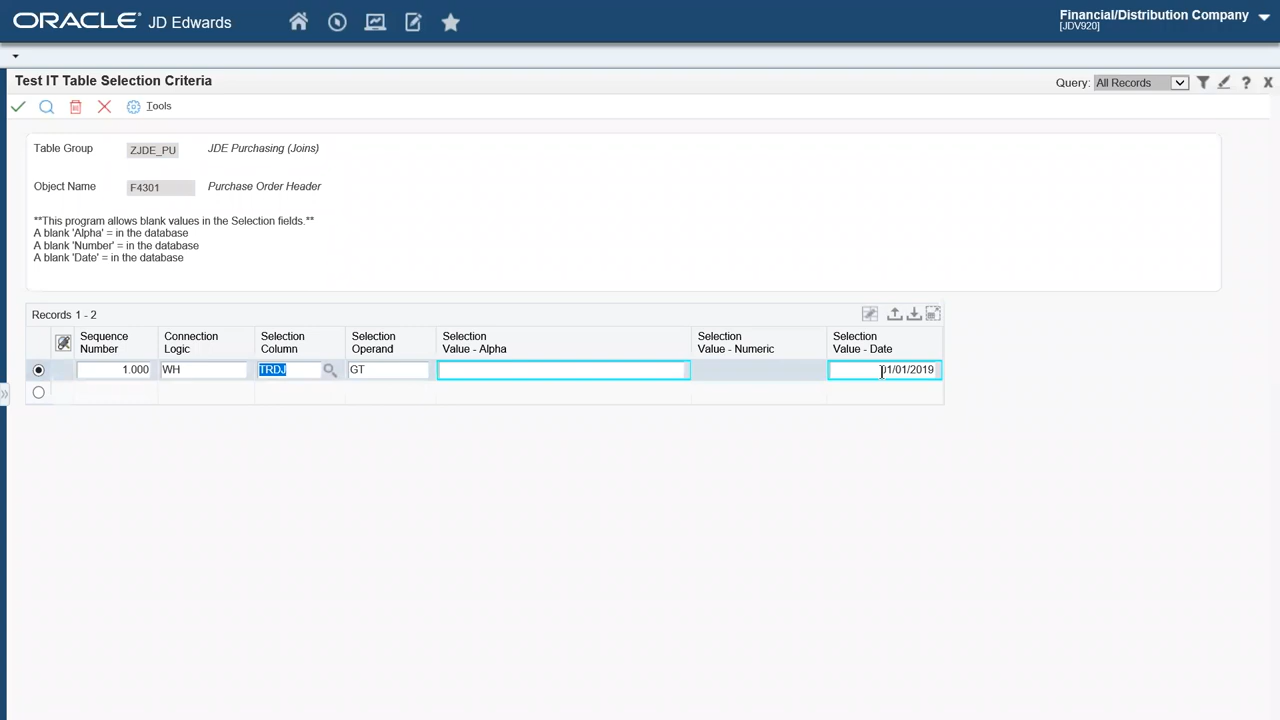 ORACLE® JD Edwards
Financial/Distribution Company
[JDV920]
Test IT Table Selection Criteria
Query: All Records
Tools
Table Group ZJDE_PU JDE Purchasing (Joins)
Object Name F4301 Purchase Order Header
**This program allows blank values in the Selection fields.**
A blank 'Alpha' = in the database
A blank 'Number' = in the database
A blank 'Date' = in the database
Records 1 - 2
Sequence Number
Connection Logic
Selection Column
Selection Operand
Selection Value - Alpha
Selection Value - Numeric
Selection Value - Date
1.000 WH TRDJ GT 01/01/2019